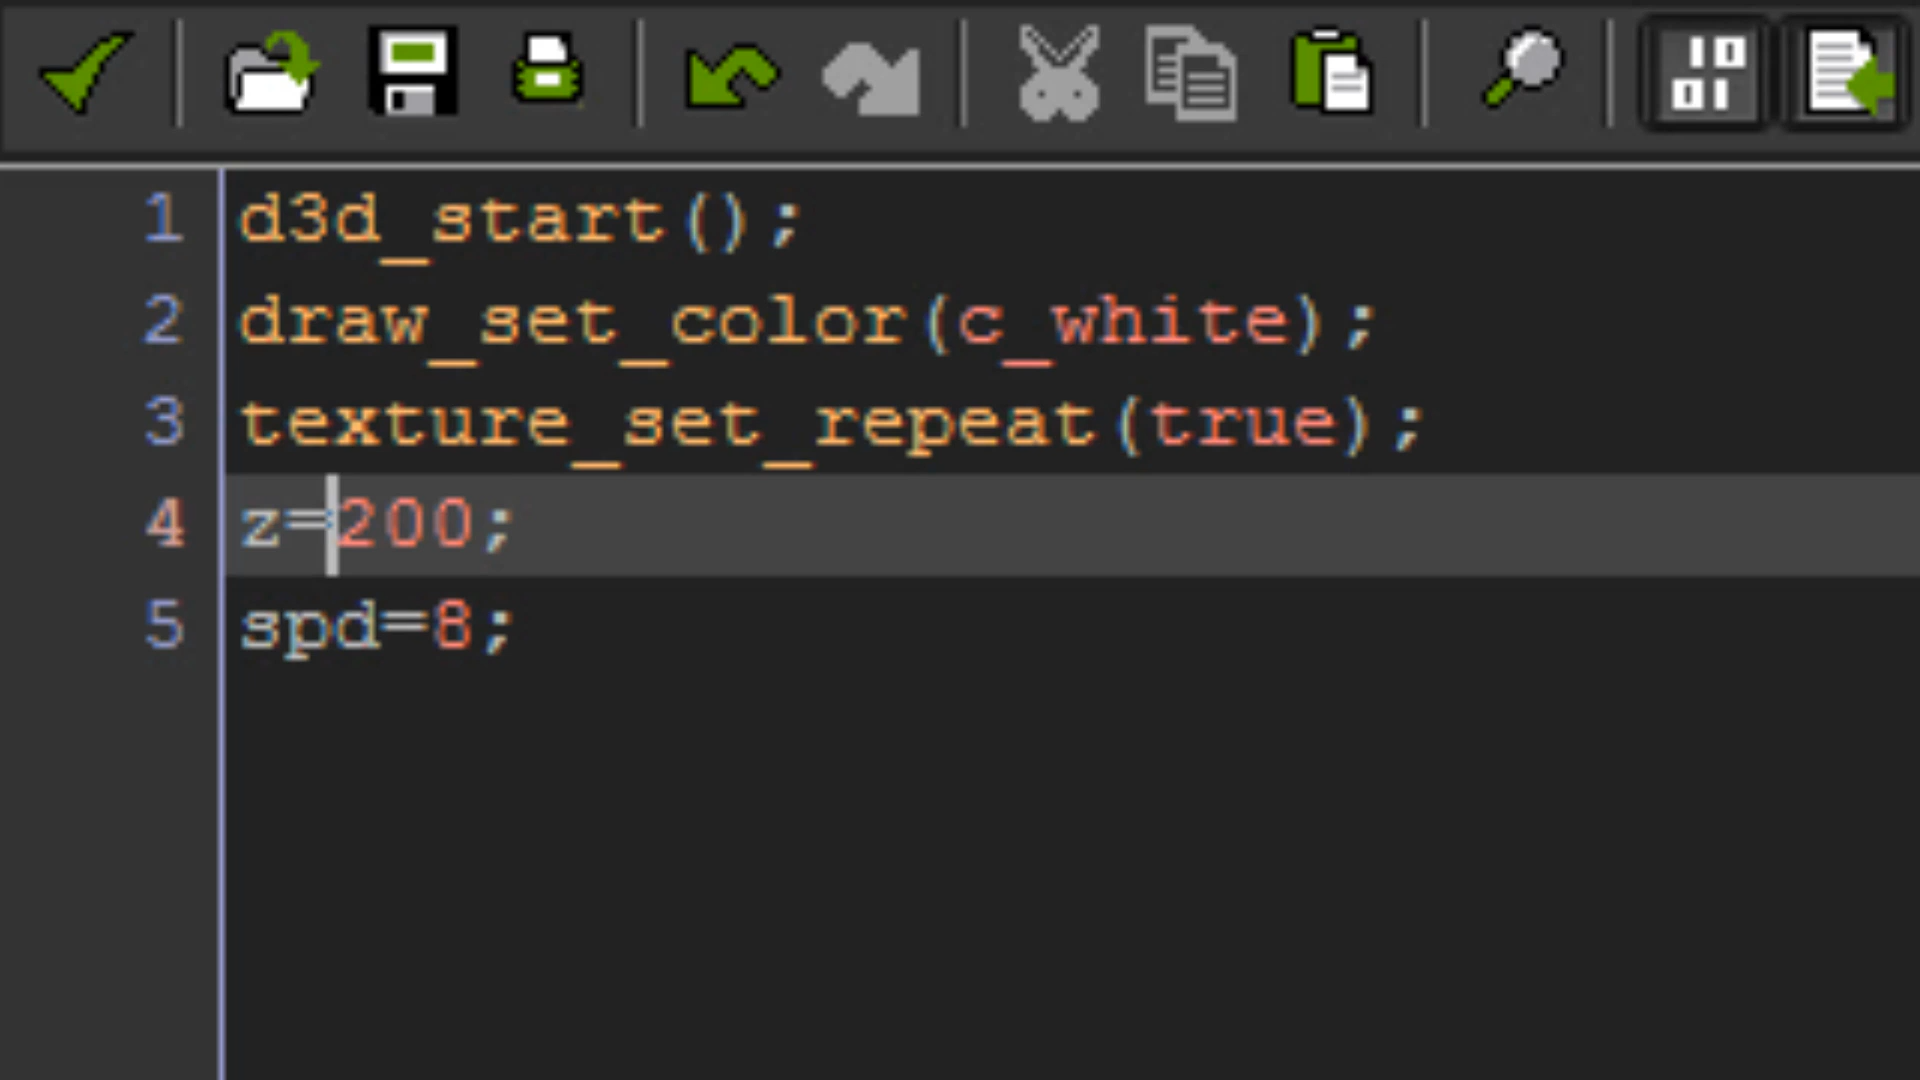 1 d3d_start();
2 draw_set_color(c_white);
3 texture_set_repeat(true);
4 z=200;
5 spd=8;